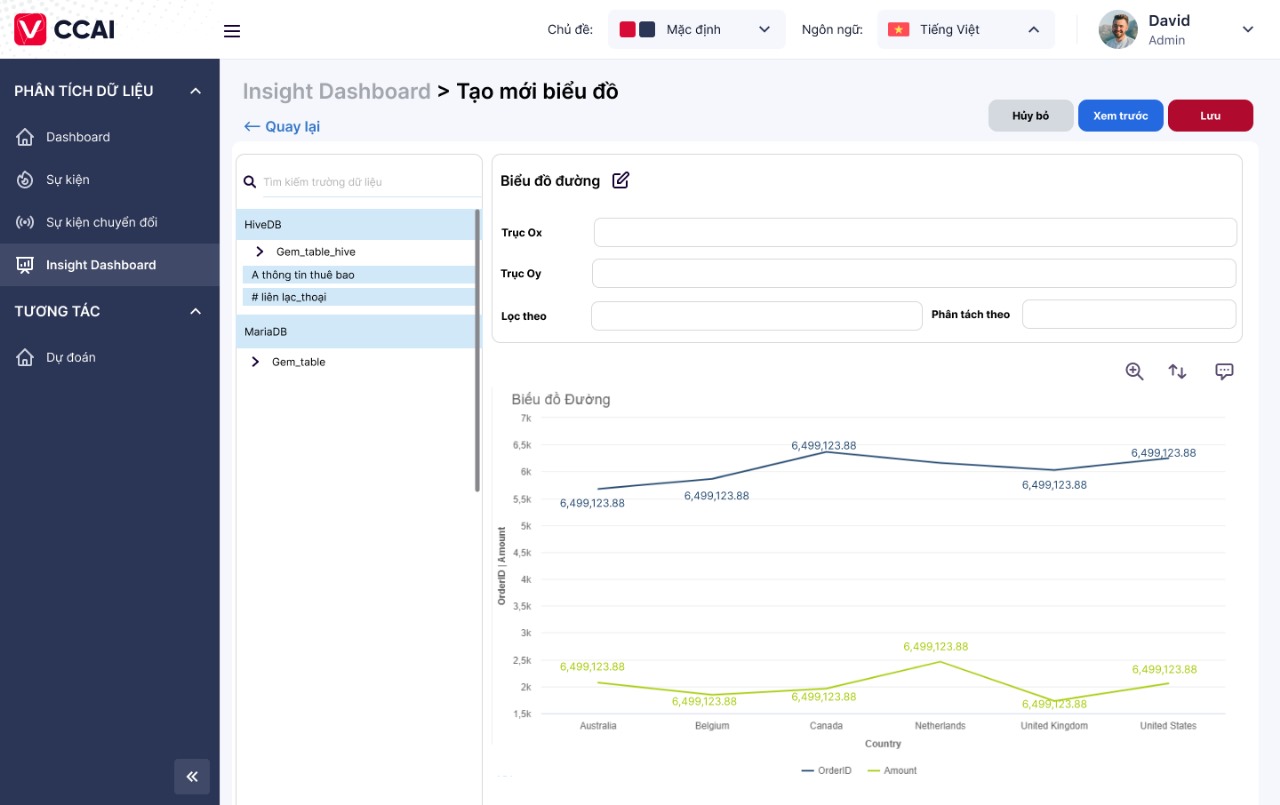 CCAI
Chủ đề:
Mặc định
Ngôn ngữ:
Tiếng Việt
David
Admin
PHÂN TÍCH DỮ LIỆU
Dashboard
Sự kiện
Sự kiện chuyển đổi
Insight Dashboard
TƯƠNG TÁC
Dự đoán
Insight Dashboard > Tạo mới biểu đồ
Quay lại
Hủy bỏ
Xem trước
Lưu
Tìm kiếm trường dữ liệu
HiveDB
Gem_table_hive
A thông tin thuê bao
# liên lạc_thoại
MariaDB
Gem_table
Biểu đồ đường
Trục Ox
Trục Oy
Lọc theo
Phân tách theo
Biểu đồ Đường
7k
6,5k
6k
5,5k
5k
4,5k
4k
3,5k
3k
2,5k
2k
1,5k
OrderID | Amount
6,499,123.88
6,499,123.88
6,499,123.88
6,499,123.88
6,499,123.88
6,499,123.88
6,499,123.88
6,499,123.88
6,499,123.88
6,499,123.88
6,499,123.88
Australia
Belgium
Canada
Netherlands
United Kingdom
United States
Country
OrderID
Amount